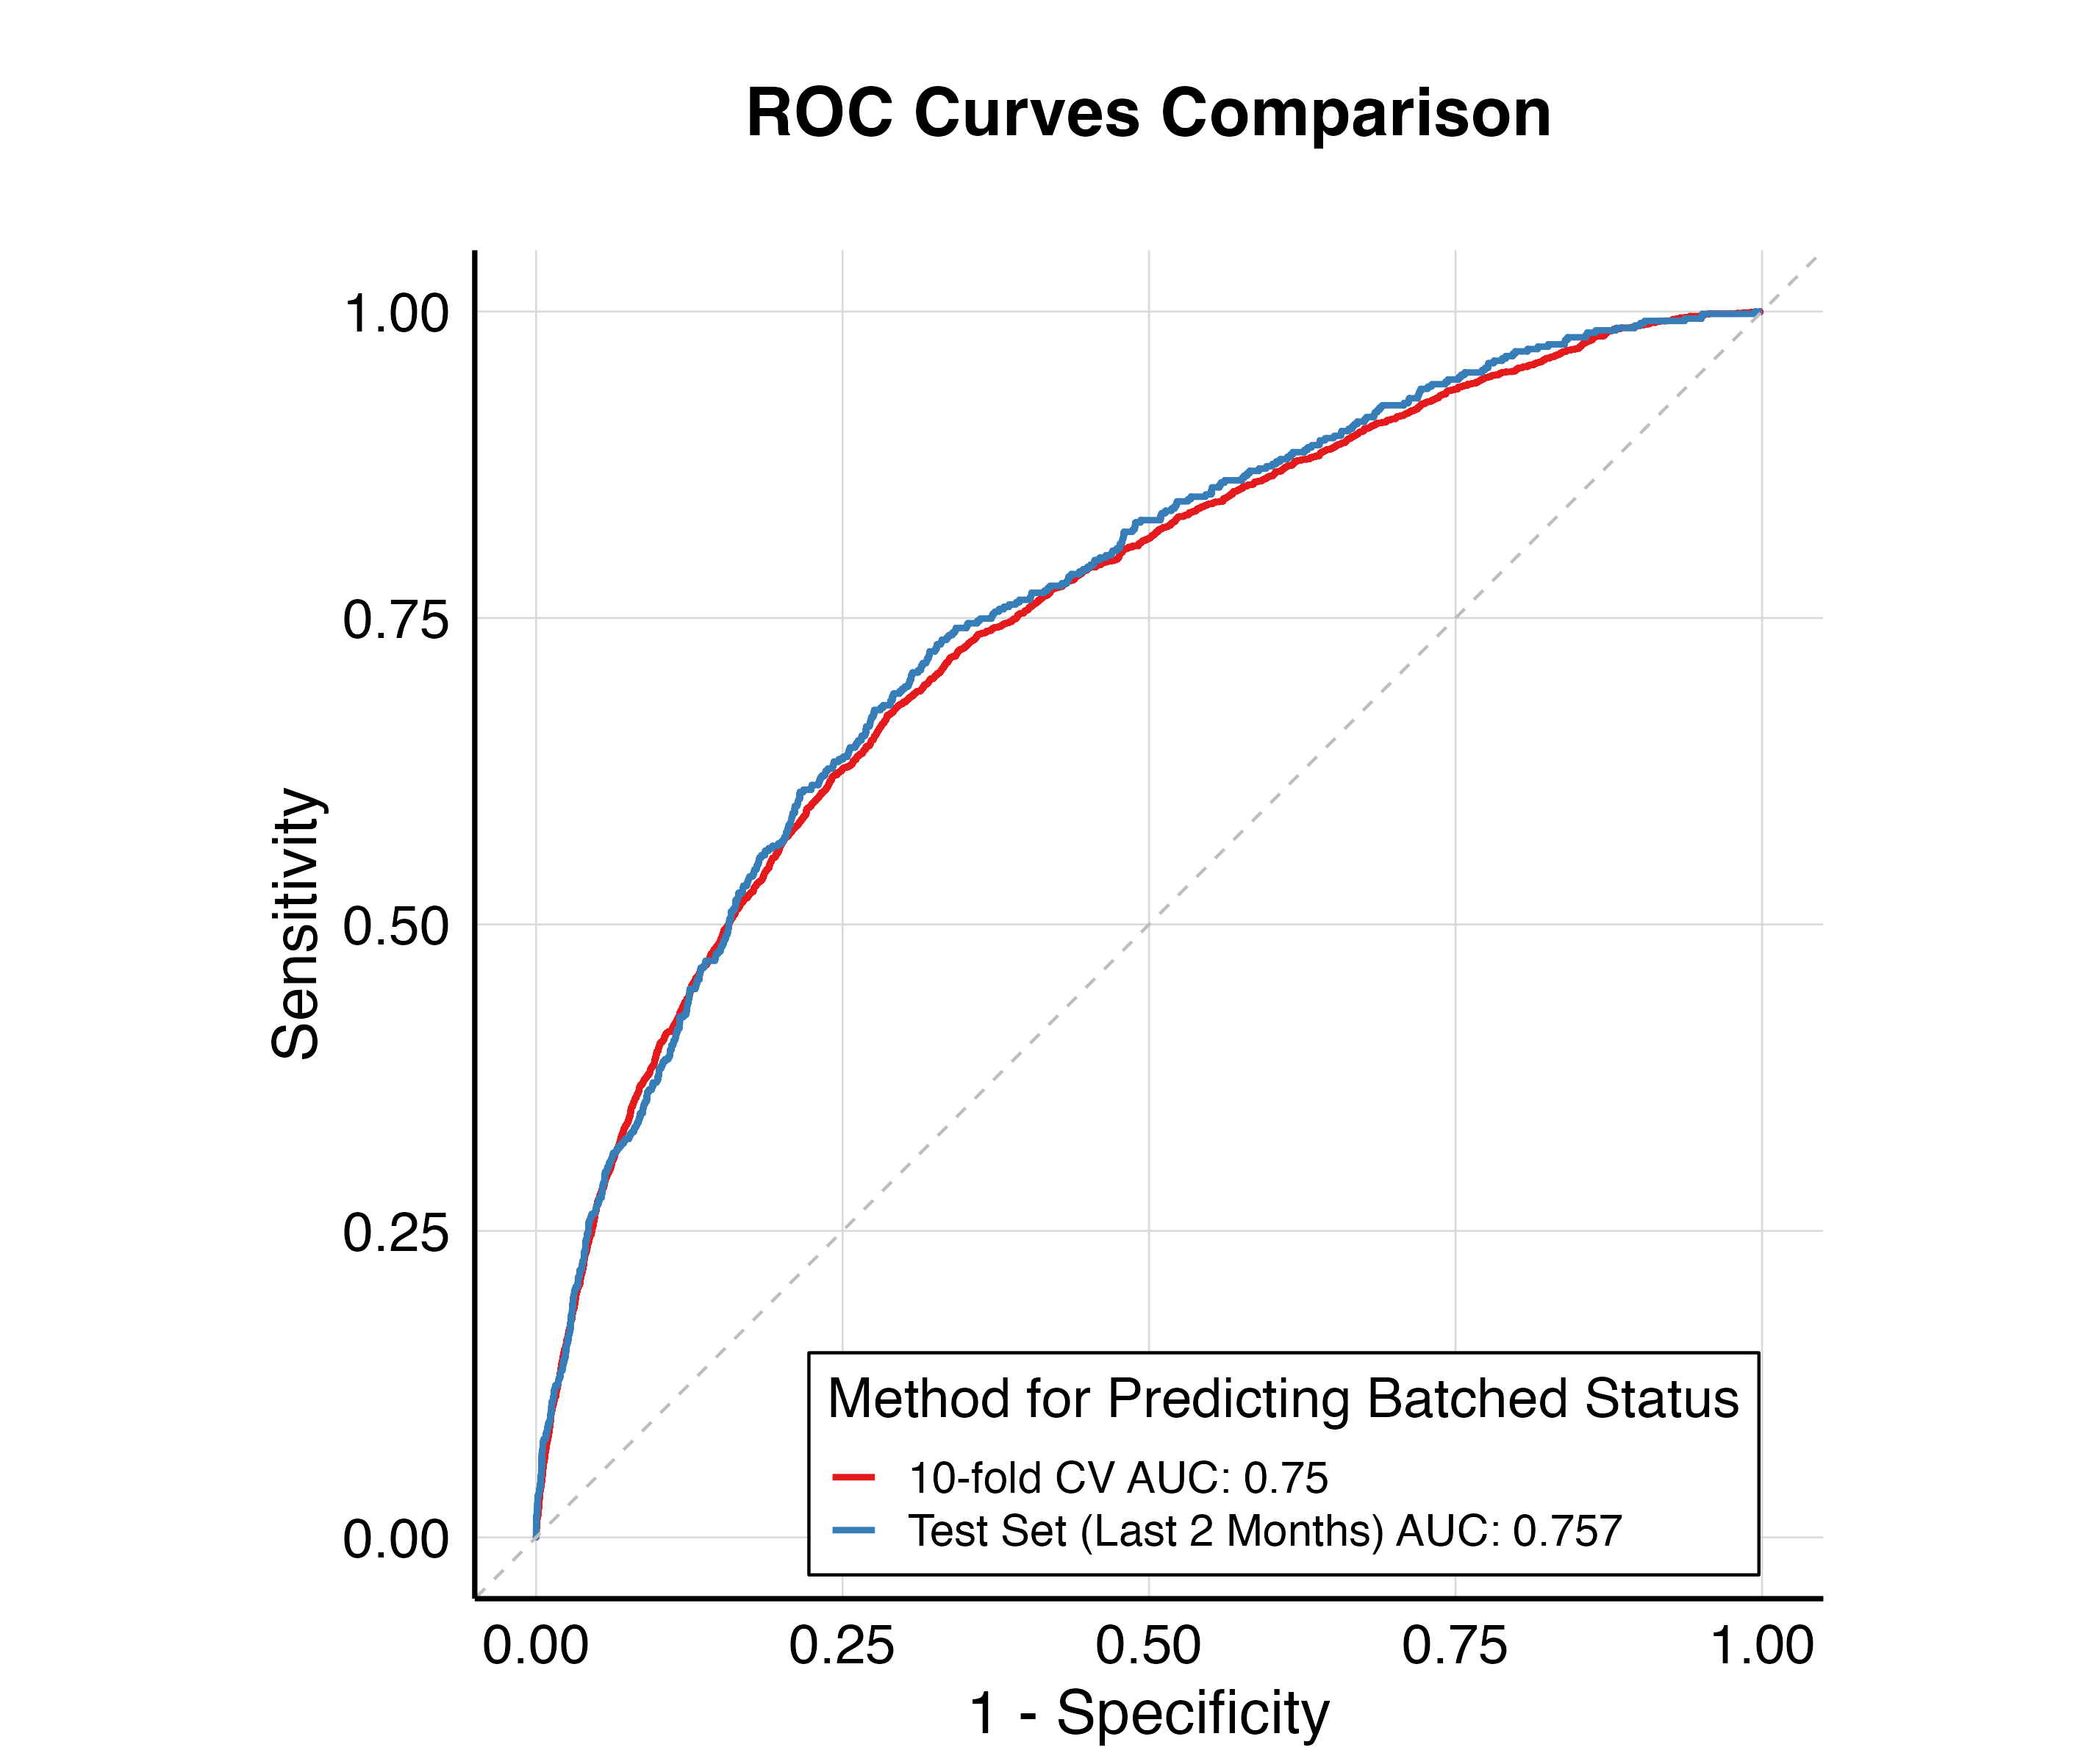 ROC Curves Comparison
1.00
0.75
0.50
0.25
0.00
Sensitivity
Method for Predicting Batched Status
10-fold CV AUC: 0.75
Test Set (Last 2 Months) AUC: 0.757
0.00 0.25 0.50 0.75 1.00
1 - Specificity